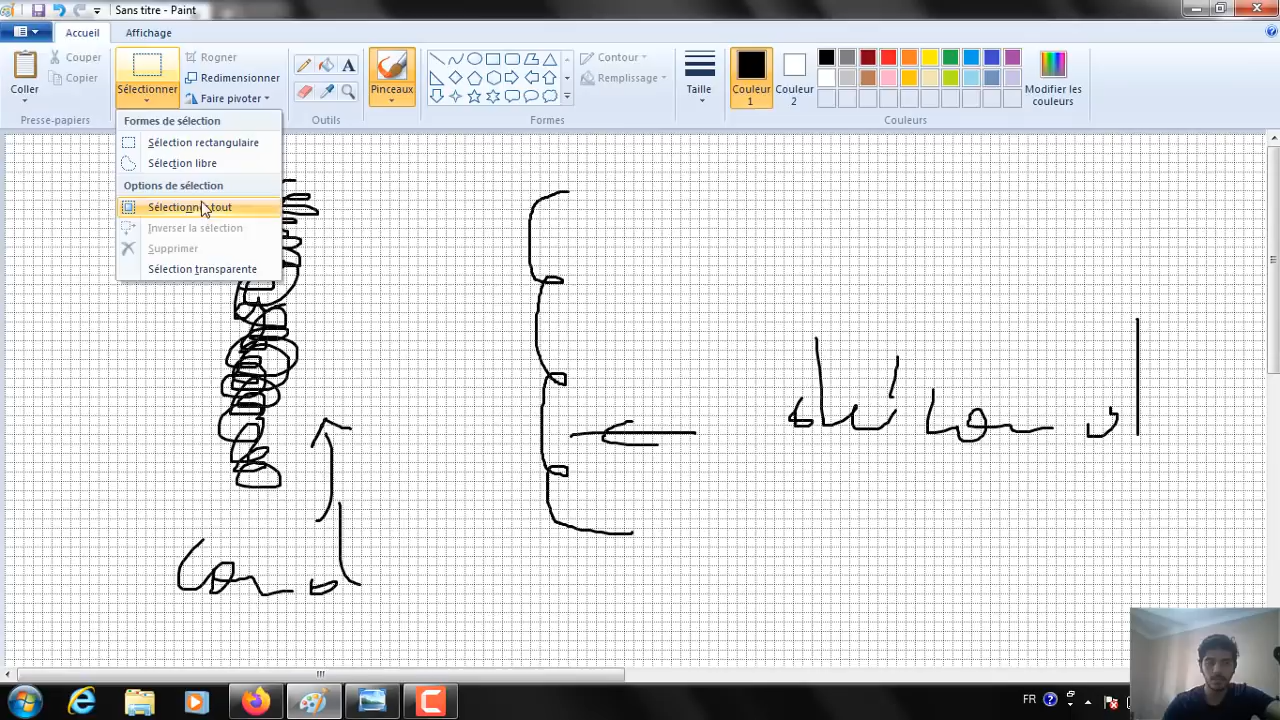 Sans titre - Paint
Accueil
Affichage
Coller
Couper
Copier
Presse-papiers
Sélectionner
Rogner
Redimensionner
Faire pivoter
Outils
Pinceaux
Contour
Remplissage
Formes
Taille
Couleur 1
Couleur 2
Modifier les couleurs
Couleurs
Formes de sélection
Sélection rectangulaire
Sélection libre
Options de sélection
Sélectionner tout
Inverser la sélection
Supprimer
Sélection transparente
FR